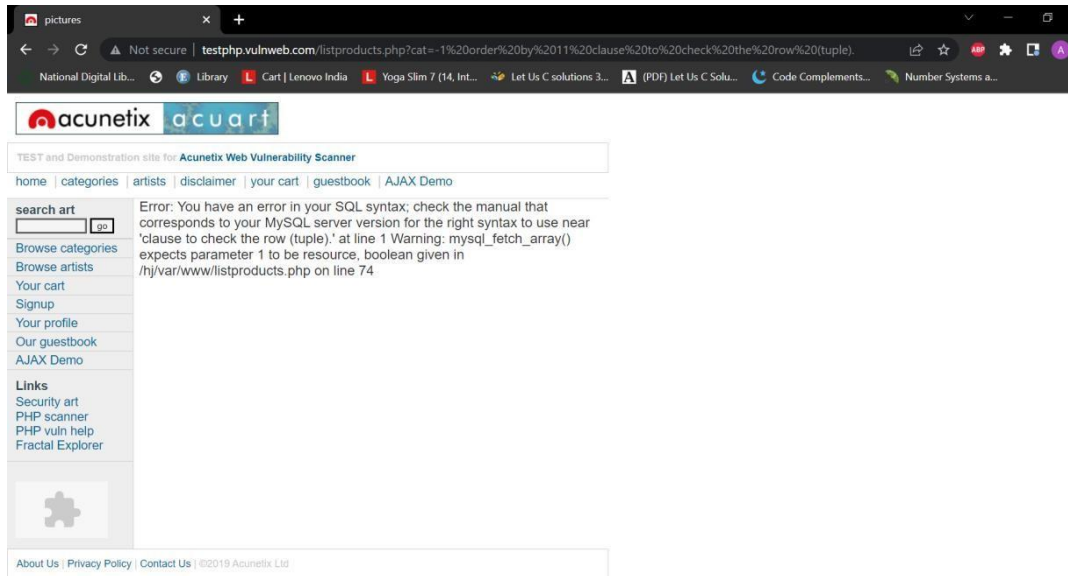 pictures
Not secure | testphp.vulnweb.com/listproducts.php?cat=-1%20order%20by%2011%20clause%20to%20check%20the%20row%20(tuple).
ABP
A
National Digital Lib...
Library
L Cart | Lenovo India
L Yoga Slim 7 (14, Int...
Let Us C solutions 3...
A (PDF) Let Us C Solu...
Code Complements...
Number Systems a...
acunetix acuart
TEST and Demonstration site for Acunetix Web Vulnerability Scanner
home | categories | artists | disclaimer | your cart | guestbook | AJAX Demo
search art
go
Browse categories
Browse artists
Your cart
Signup
Your profile
Our guestbook
AJAX Demo
Links
Security art
PHP scanner
PHP vuln help
Fractal Explorer
Error: You have an error in your SQL syntax; check the manual that
corresponds to your MySQL server version for the right syntax to use near
'clause to check the row (tuple).' at line 1 Warning: mysql_fetch_array()
expects parameter 1 to be resource, boolean given in
/hj/var/www/listproducts.php on line 74
About Us | Privacy Policy | Contact Us | ©2019 Acunetix Ltd